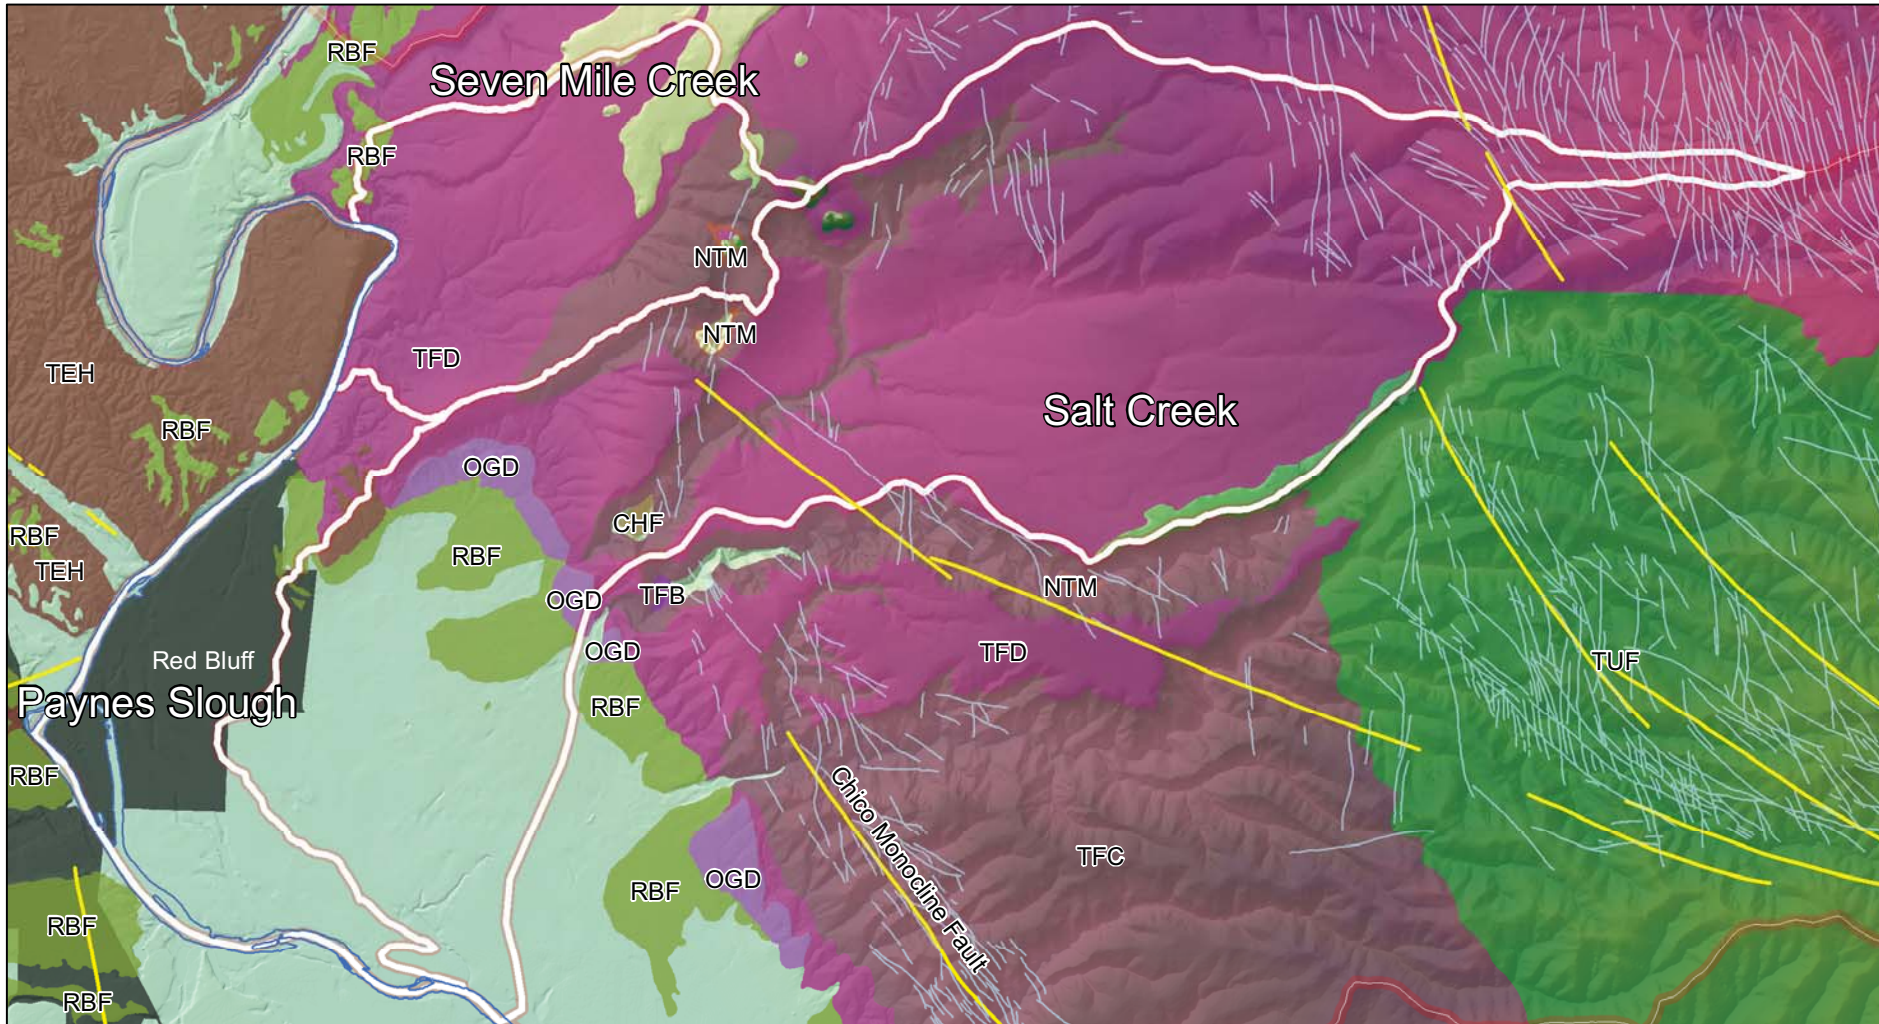 RBF
Seven Mile Creek
RBF
NTM
NTM
TFD
TEH
Salt Creek
RBF
OGD
CHF
RBF
RBF
TEH
NTM
OGD
TFB
OGD
TFD
Red Bluff
TUF
Paynes Slough
RBF
RBF
Chico Monocline Fault
TFC
RBF
OGD
RBF
RBF